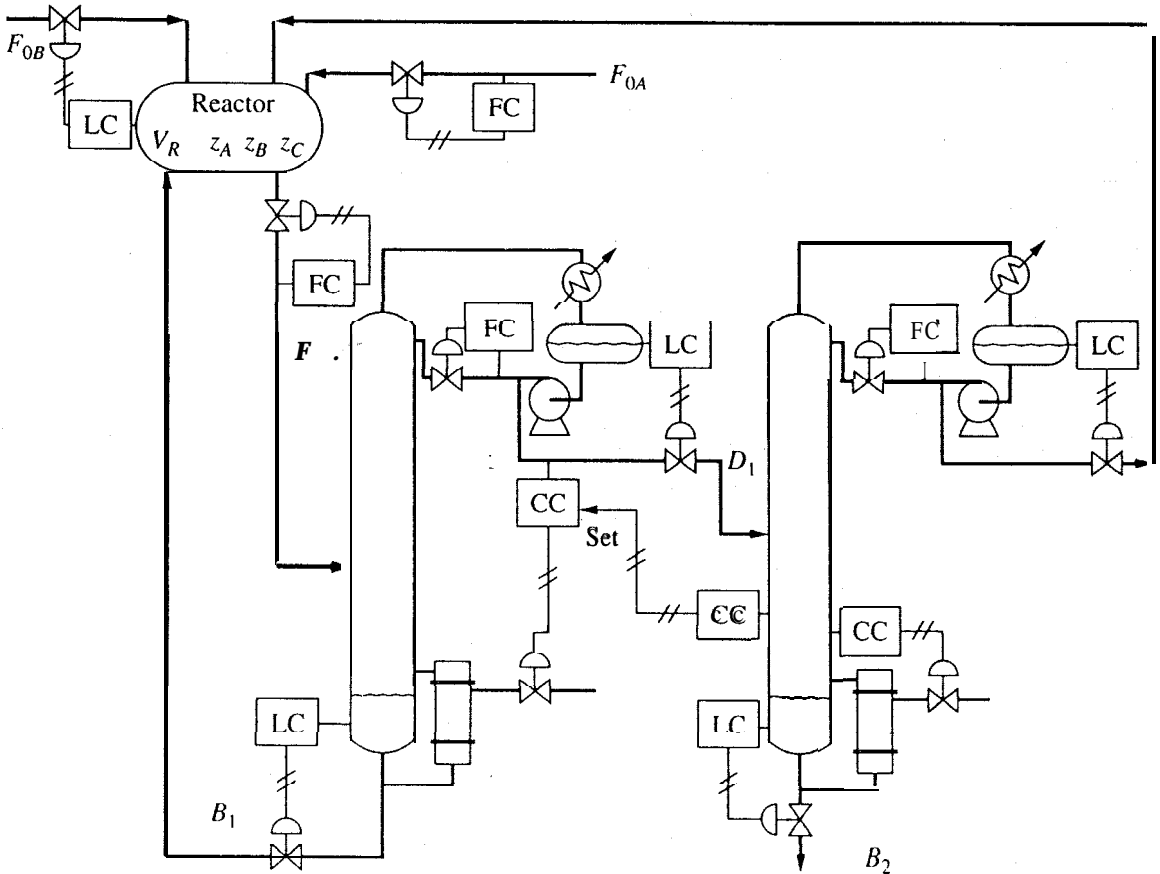 F0B
F0A
Reactor
LC
FC
VR zA zB zC
FC
FC
FC
F .
LC
LC
D1
CC
Set
CC
CC
LC
LC
B1
B2